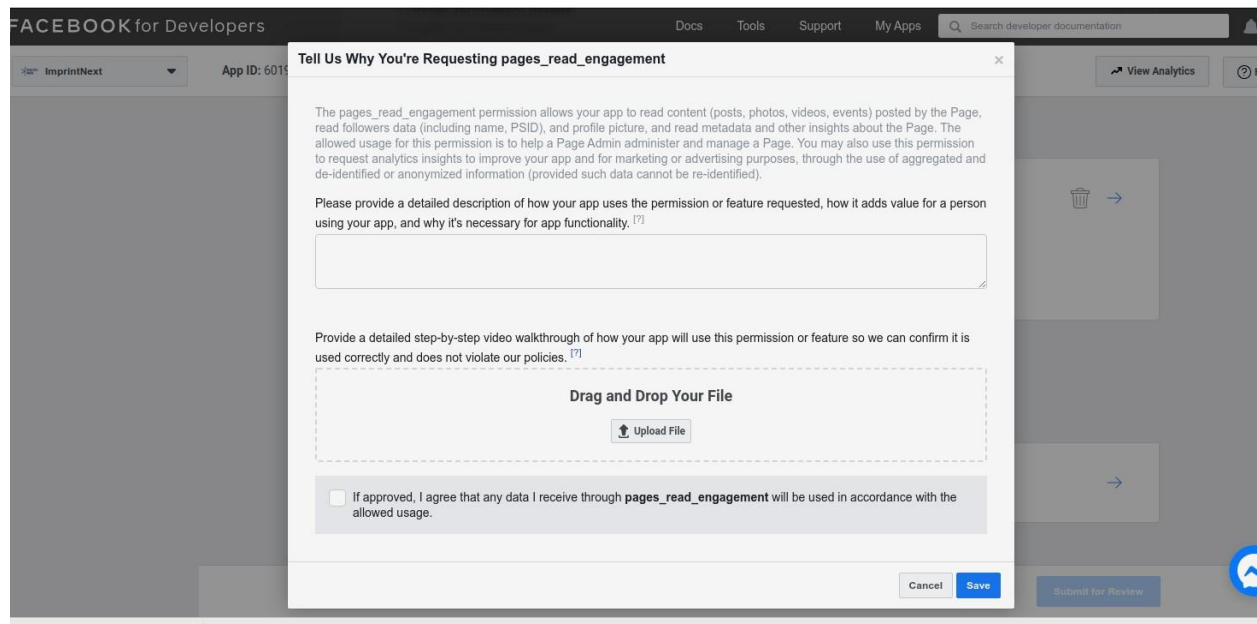 FACEBOOK for Developers
Docs Tools Support My Apps Search developer documentation
ImprintNext App ID: 6019
View Analytics
Tell Us Why You're Requesting pages_read_engagement
The pages_read_engagement permission allows your app to read content (posts, photos, videos, events) posted by the Page,
read followers data (including name, PSID), and profile picture, and read metadata and other insights about the Page. The
allowed usage for this permission is to help a Page Admin administer and manage a Page. You may also use this permission
to request analytics insights to improve your app and for marketing or advertising purposes, through the use of aggregated and
de-identified or anonymized information (provided such data cannot be re-identified).
Please provide a detailed description of how your app uses the permission or feature requested, how it adds value for a person
using your app, and why it's necessary for app functionality. [?]
Provide a detailed step-by-step video walkthrough of how your app will use this permission or feature so we can confirm it is
used correctly and does not violate our policies. [?]
Drag and Drop Your File
Upload File
If approved, I agree that any data I receive through pages_read_engagement will be used in accordance with the
allowed usage.
Cancel Save
Submit for Review